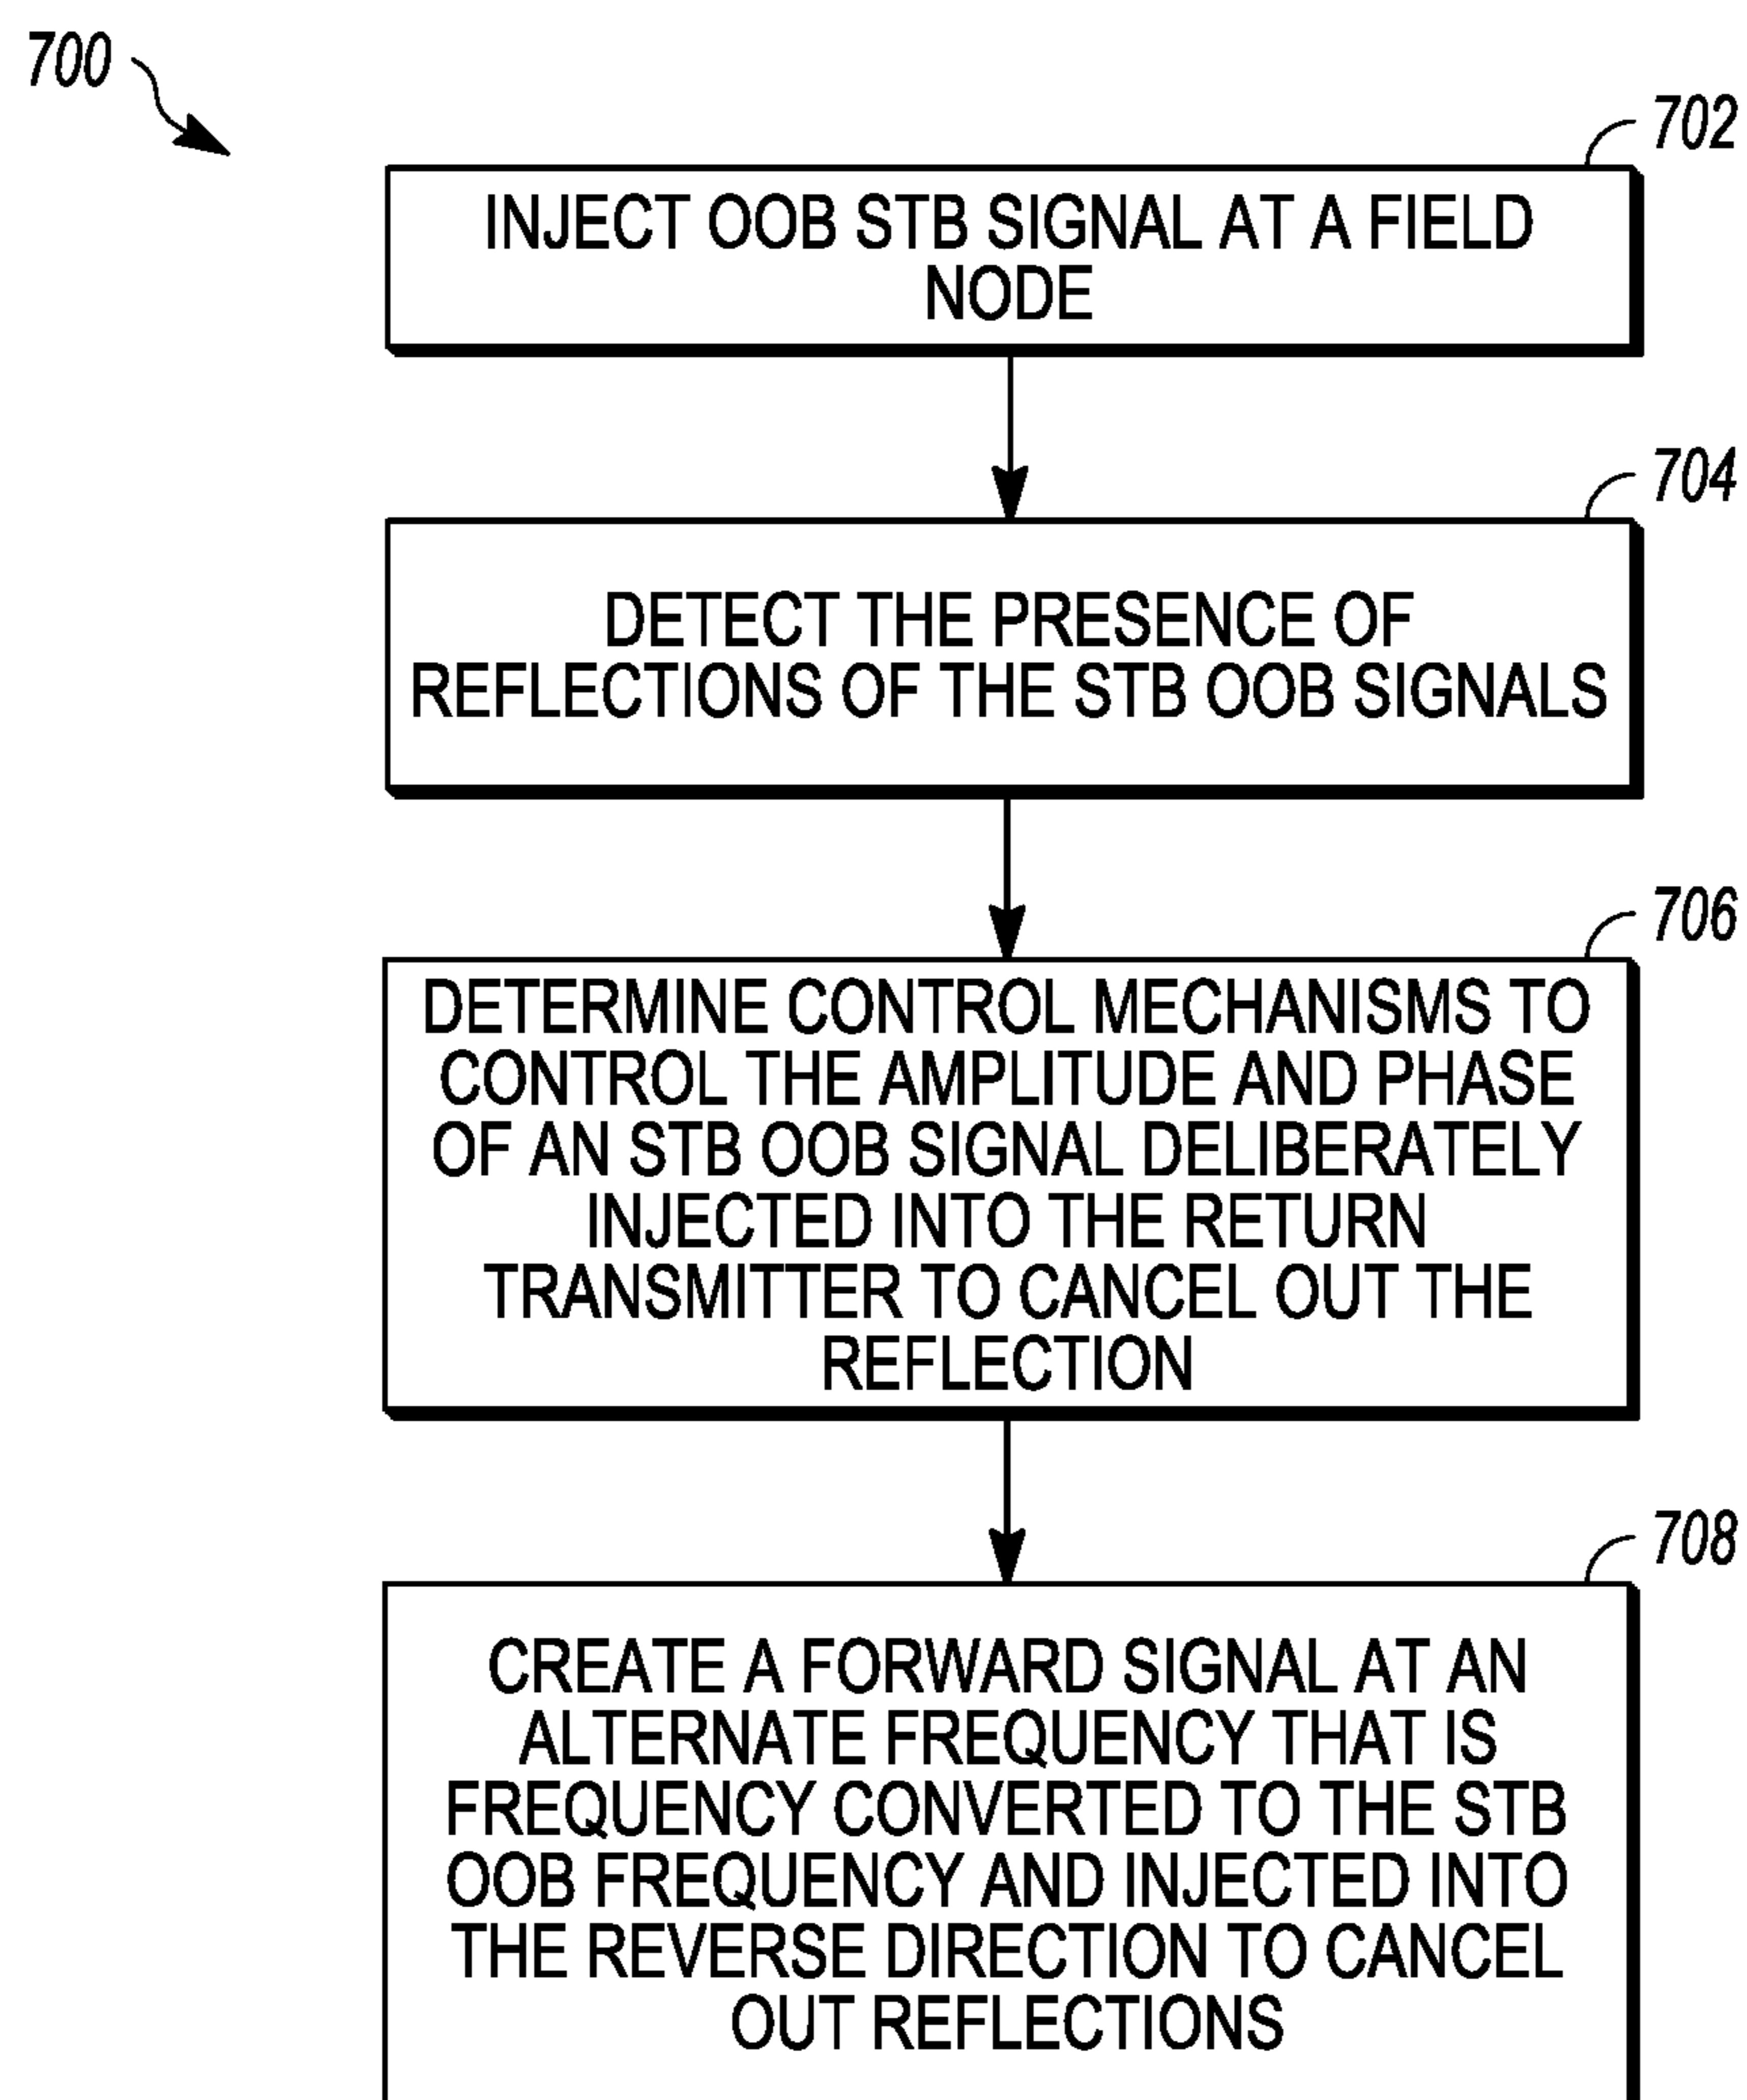 700
702
INJECT OOB STB SIGNAL AT A FIELD
NODE
704
DETECT THE PRESENCE OF
REFLECTIONS OF THE STB OOB SIGNALS
706
DETERMINE CONTROL MECHANISMS TO
CONTROL THE AMPLITUDE AND PHASE
OF AN STB OOB SIGNAL DELIBERATELY
INJECTED INTO THE RETURN
TRANSMITTER TO CANCEL OUT THE
REFLECTION
708
CREATE A FORWARD SIGNAL AT AN
ALTERNATE FREQUENCY THAT IS
FREQUENCY CONVERTED TO THE STB
OOB FREQUENCY AND INJECTED INTO
THE REVERSE DIRECTION TO CANCEL
OUT REFLECTIONS